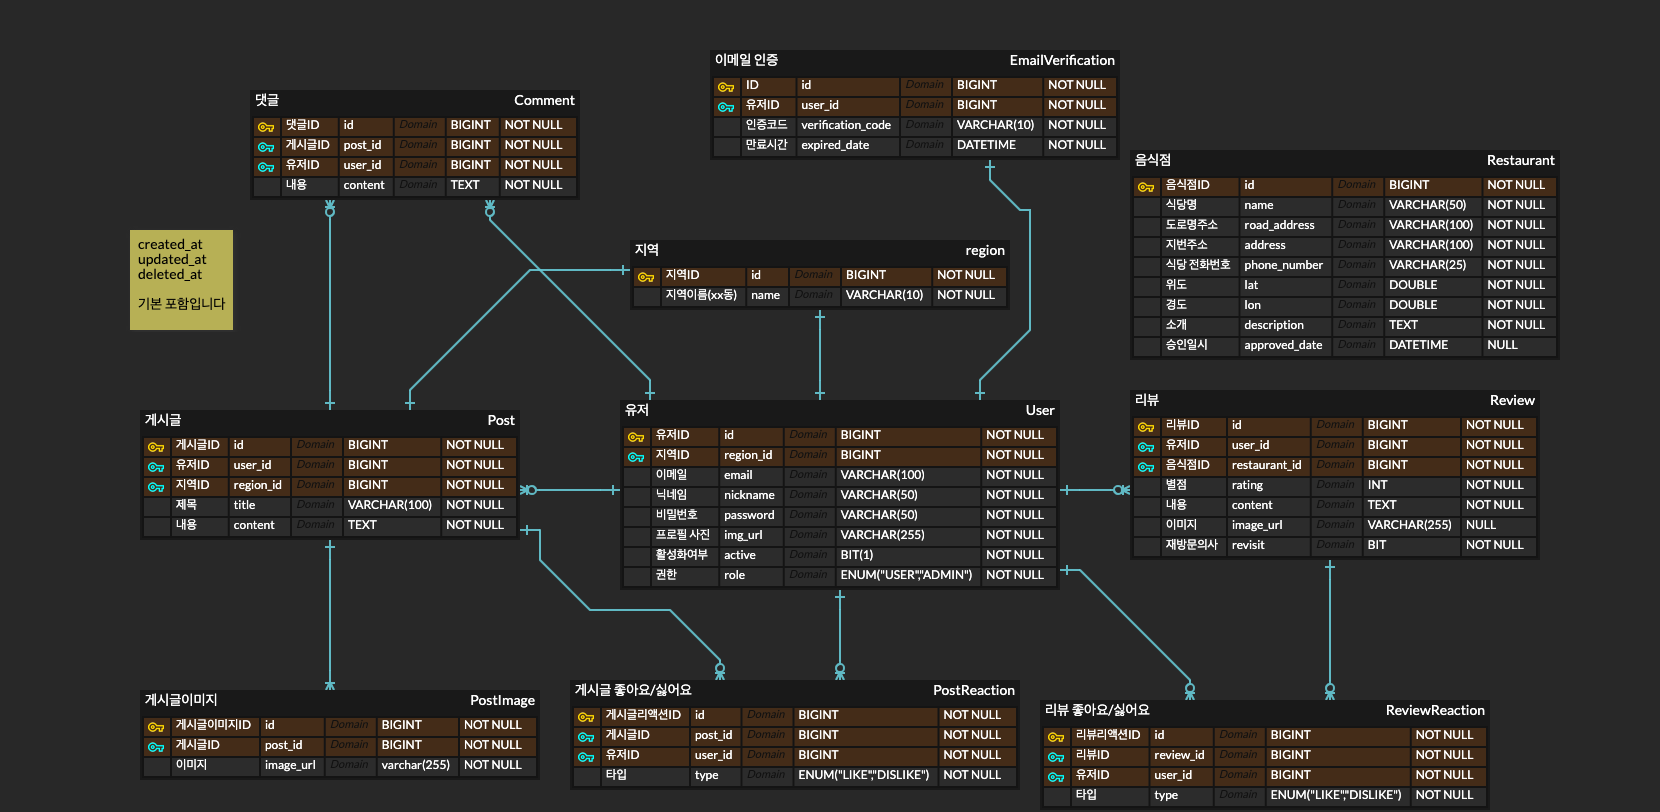 이메일 인증 EmailVerification
ID id Domain BIGINT NOT NULL
유저ID user_id Domain BIGINT NOT NULL
인증코드 verification_code Domain VARCHAR(10) NOT NULL
만료시간 expired_date Domain DATETIME NOT NULL
댓글 Comment
댓글ID id Domain BIGINT NOT NULL
게시글ID post_id Domain BIGINT NOT NULL
유저ID user_id Domain BIGINT NOT NULL
내용 content Domain TEXT NOT NULL
음식점 Restaurant
음식점ID id Domain BIGINT NOT NULL
식당명 name Domain VARCHAR(50) NOT NULL
도로명주소 road_address Domain VARCHAR(100) NOT NULL
지번주소 address Domain VARCHAR(100) NOT NULL
식당 전화번호 phone_number Domain VARCHAR(25) NOT NULL
위도 lat Domain DOUBLE NOT NULL
경도 lon Domain DOUBLE NOT NULL
소개 description Domain TEXT NOT NULL
승인일시 approved_date Domain DATETIME NULL
created_at
updated_at
deleted_at
기본 포함입니다
지역 region
지역ID id Domain BIGINT NOT NULL
지역이름(xx동) name Domain VARCHAR(10) NOT NULL
게시글 Post
게시글ID id Domain BIGINT NOT NULL
유저ID user_id Domain BIGINT NOT NULL
지역ID region_id Domain BIGINT NOT NULL
제목 title Domain VARCHAR(100) NOT NULL
내용 content Domain TEXT NOT NULL
유저 User
유저ID id Domain BIGINT NOT NULL
지역ID region_id Domain BIGINT NOT NULL
이메일 email Domain VARCHAR(100) NOT NULL
닉네임 nickname Domain VARCHAR(50) NOT NULL
비밀번호 password Domain VARCHAR(50) NOT NULL
프로필 사진 img_url Domain VARCHAR(255) NOT NULL
활성화여부 active Domain BIT(1) NOT NULL
권한 role Domain ENUM("USER","ADMIN") NOT NULL
리뷰 Review
리뷰ID id Domain BIGINT NOT NULL
유저ID user_id Domain BIGINT NOT NULL
음식점ID restaurant_id Domain BIGINT NOT NULL
별점 rating Domain INT NOT NULL
내용 content Domain TEXT NOT NULL
이미지 image_url Domain VARCHAR(255) NULL
재방문의사 revisit Domain BIT NOT NULL
게시글이미지 PostImage
게시글이미지ID id Domain BIGINT NOT NULL
게시글ID post_id Domain BIGINT NOT NULL
이미지 image_url Domain varchar(255) NOT NULL
게시글 좋아요/싫어요 PostReaction
게시글리액션ID id Domain BIGINT NOT NULL
게시글ID post_id Domain BIGINT NOT NULL
유저ID user_id Domain BIGINT NOT NULL
타입 type Domain ENUM("LIKE","DISLIKE") NOT NULL
리뷰 좋아요/싫어요 ReviewReaction
리뷰리액션ID id Domain BIGINT NOT NULL
리뷰ID review_id Domain BIGINT NOT NULL
유저ID user_id Domain BIGINT NOT NULL
타입 type Domain ENUM("LIKE","DISLIKE") NOT NULL